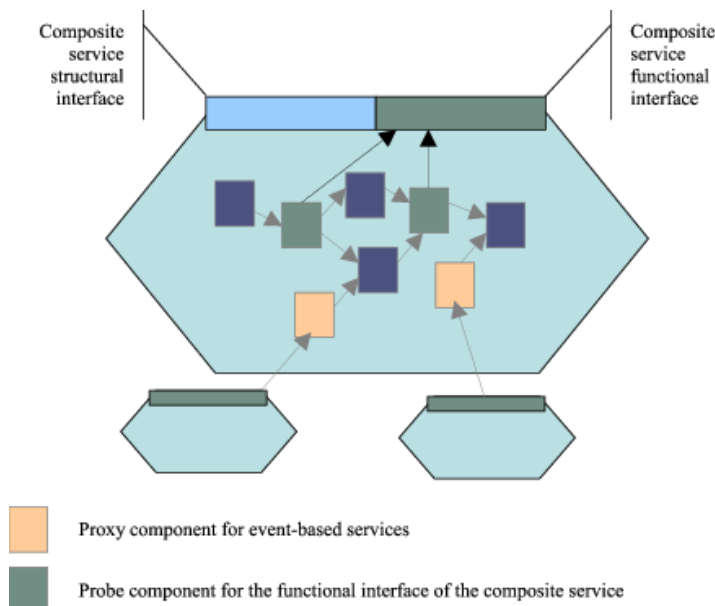 Composite
service
structural
interface
Composite
service
functional
interface
Proxy component for event-based services
Probe component for the functional interface of the composite service